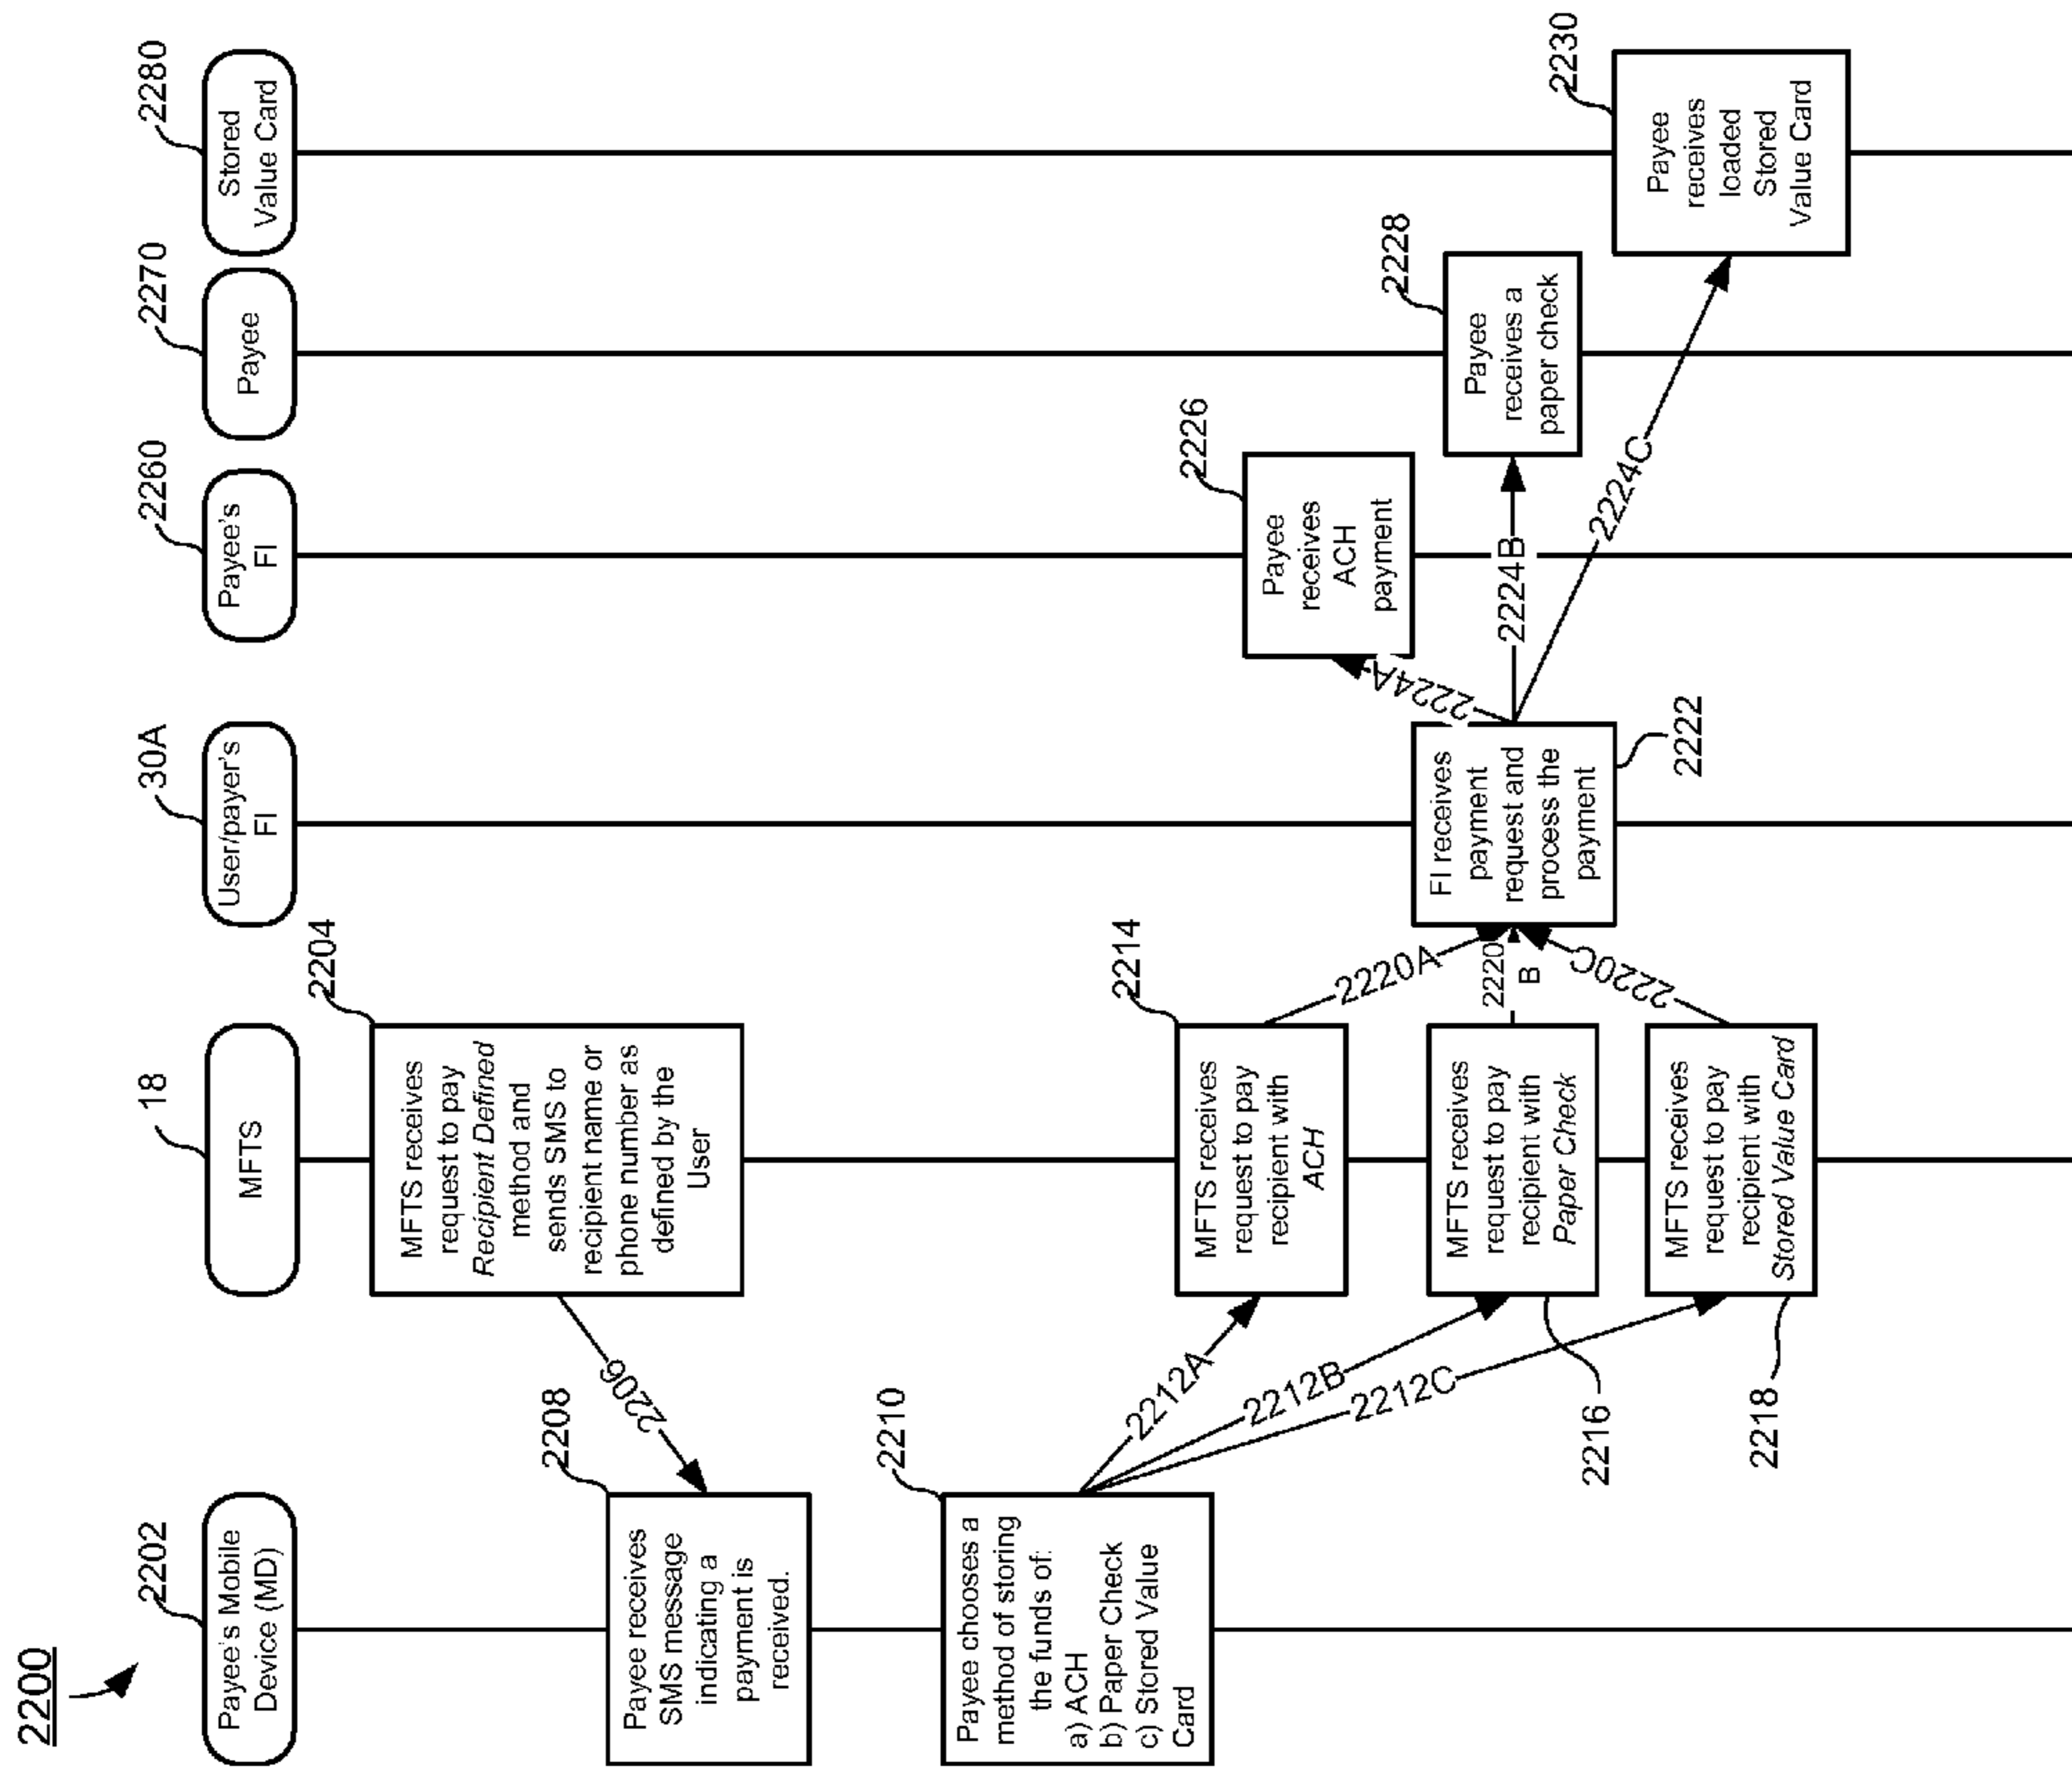 2200
2202
Payee's Mobile
Device (MD)
18
MFTS
30A
User/payer's
FI
2260
Payee's
FI
2270
Payee
2280
Stored
Value Card
2204
MFTS receives
request to pay
Recipient Defined
method and
sends SMS to
recipient name or
phone number as
defined by the
User
2206
2208
Payee receives
SMS message
indicating a
payment is
received.
2210
Payee chooses a
method of storing
the funds of:
a) ACH
b) Paper Check
c) Stored Value
Card
2212A
2212B
2212C
2214
MFTS receives
request to pay
recipient with
ACH
2216
MFTS receives
request to pay
recipient with
Paper Check
2218
MFTS receives
request to pay
recipient with
Stored Value Card
2220A
2220
B
2220C
2222
FI receives
payment
request and
process the
payment
2224A
2224B
2224C
2226
Payee
receives
ACH
payment
2228
Payee
receives a
paper check
2230
Payee
receives
loaded
Stored
Value Card